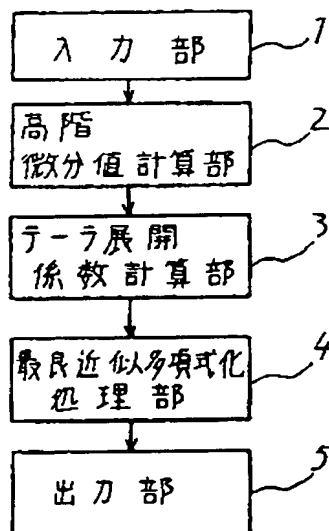 入力部
1
高階
微分値計算部
2
テーラ展開
係数計算部
3
最良近似多項式化
処理部
4
出力部
5